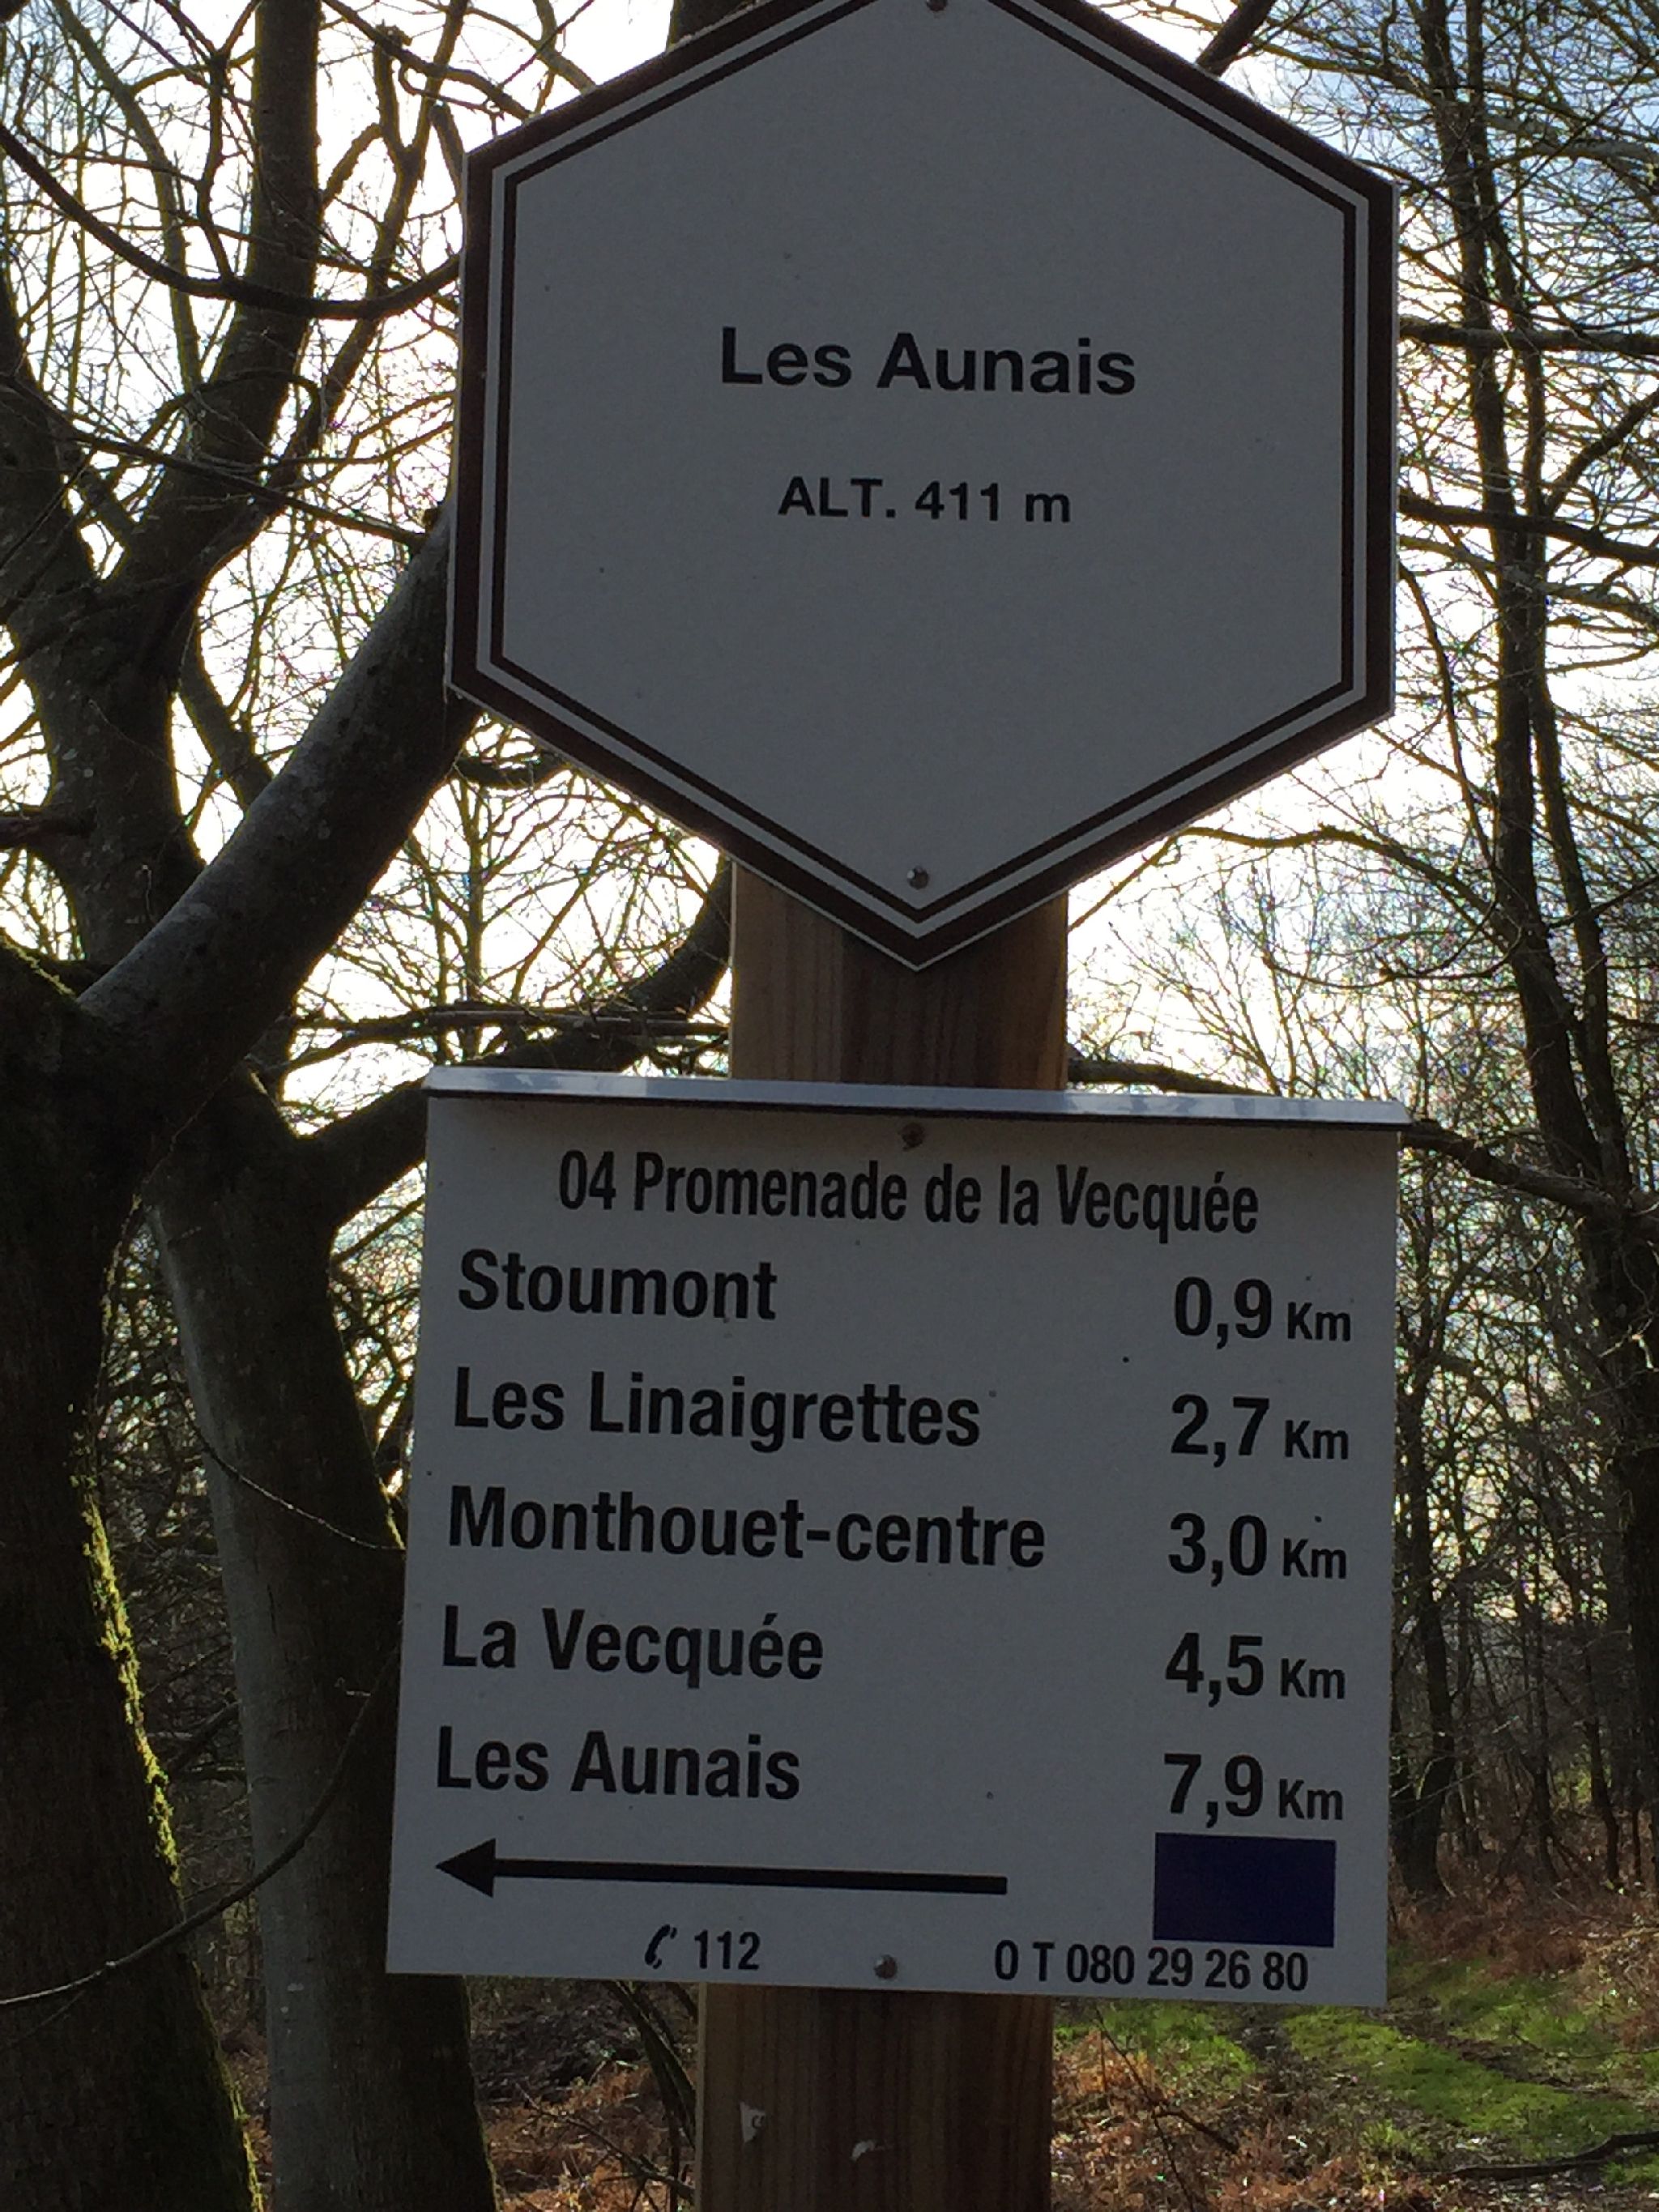 Les Aunais
ALT. 411 m
04 Promenade de la Vecquée
Stoumont 0,9 Km
Les Linaigrettes 2,7 Km
Monthouet-centre 3,0 Km
La Vecquée 4,5 Km
Les Aunais 7,9 Km
112 O T 080 29 26 80